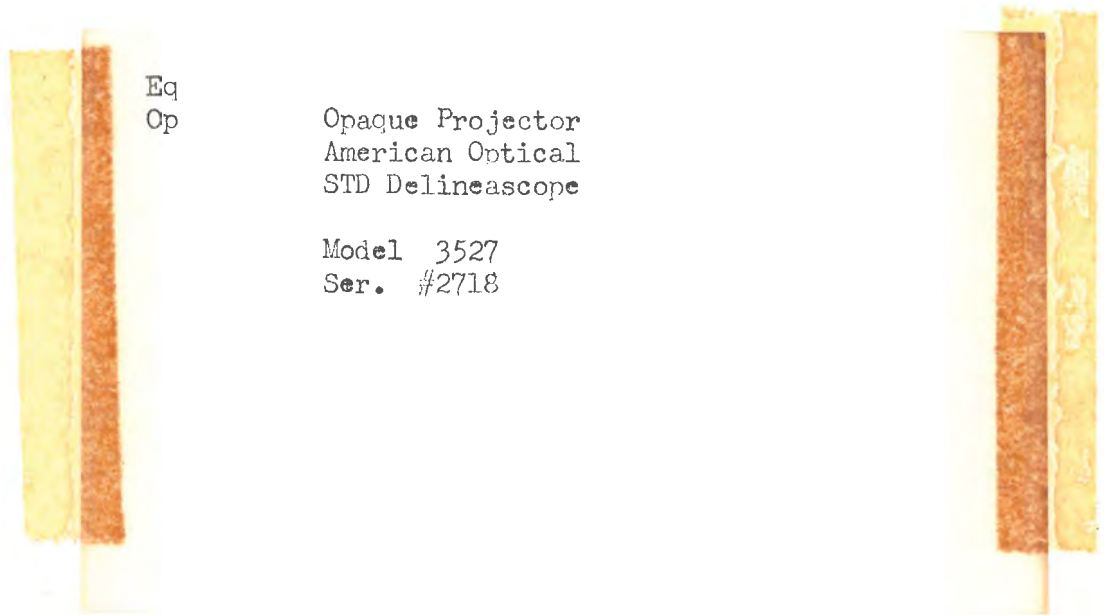 Eq
Op
Opaque Projector
American Optical
STD Delineascope
Model 3527
Ser. #2718